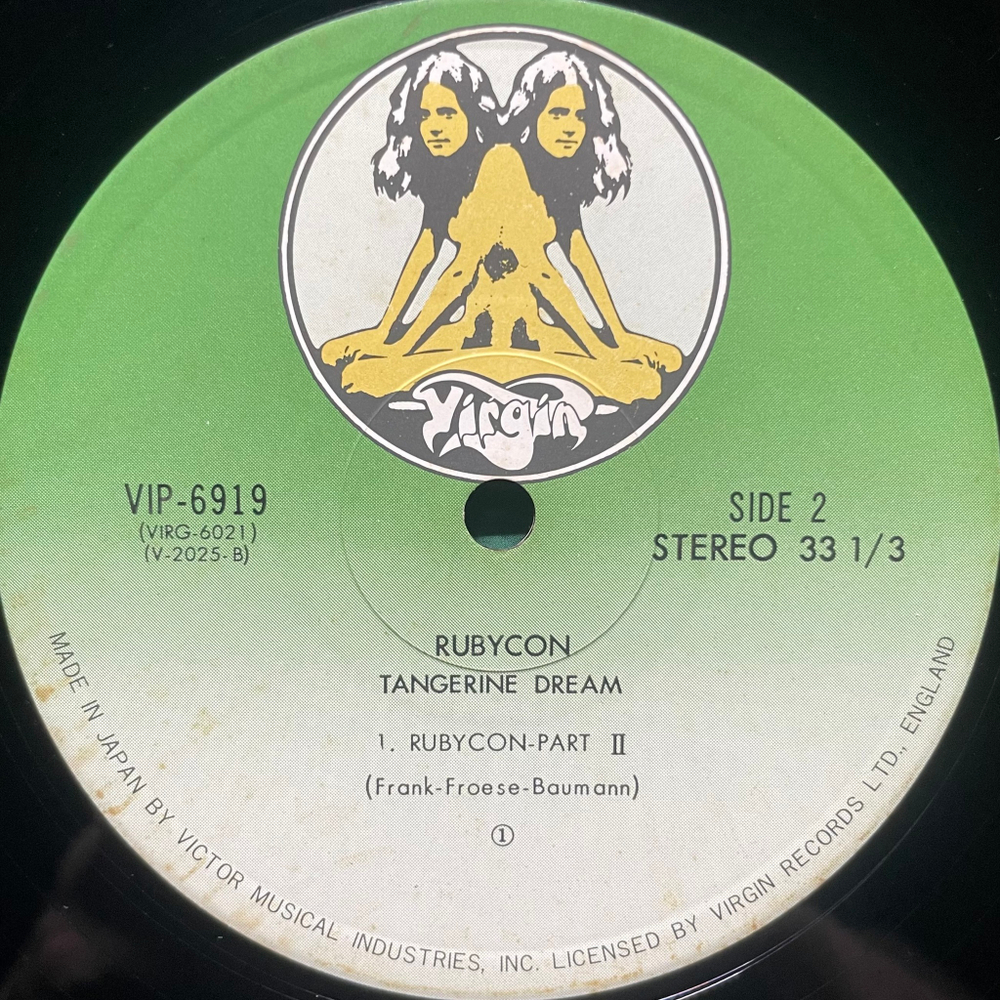 Virgin
VIP-6919
(VIRG-6021)
(V-2025-B)
SIDE 2
STEREO 33 1/3
RUBYCON
TANGERINE DREAM
1. RUBYCON-PART II
(Frank-Froese-Baumann)
①
MADE IN JAPAN BY VICTOR MUSICAL INDUSTRIES, INC. LICENSED BY VIRGIN RECORDS LTD., ENGLAND